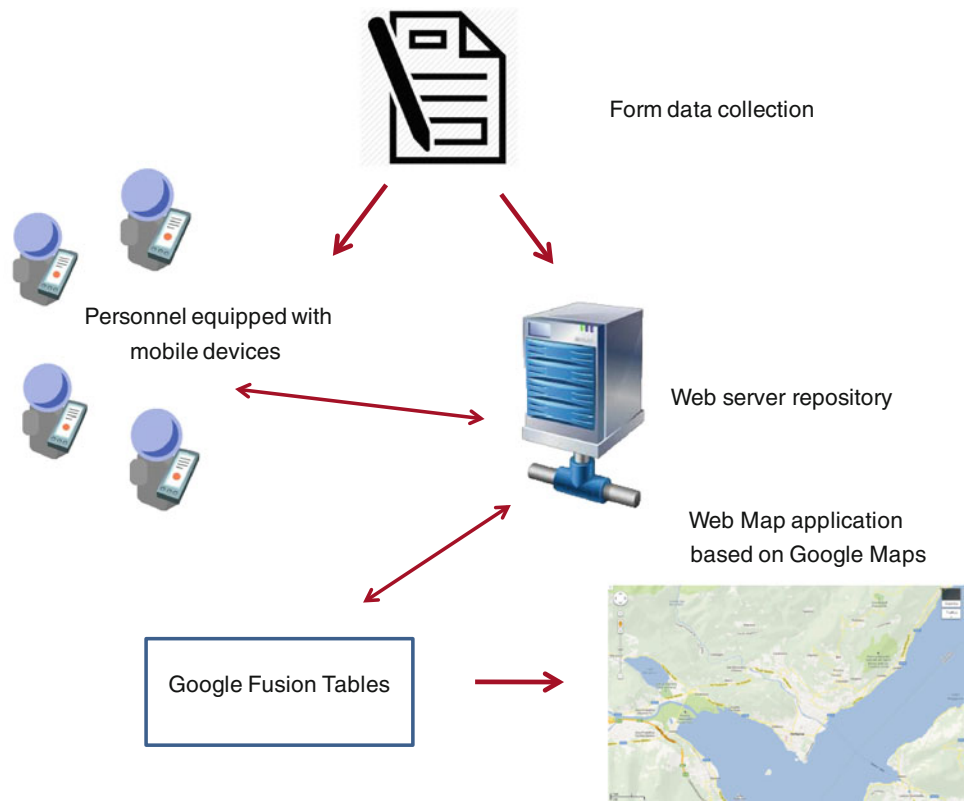 Form data collection
Personnel equipped with
mobile devices
Web server repository
Web Map application
based on Google Maps
Google Fusion Tables